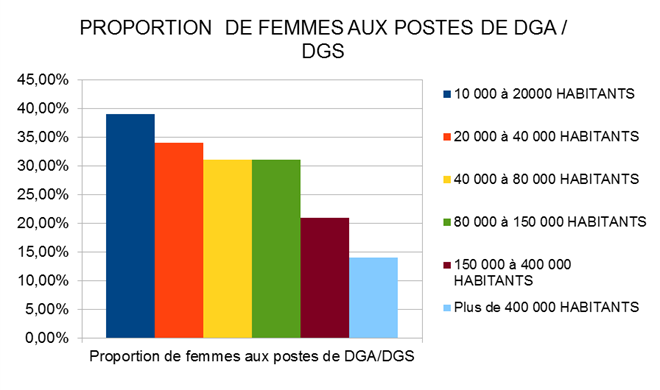 PROPORTION DE FEMMES AUX POSTES DE DGA /
DGS
45,00%
40,00%
35,00%
30,00%
25,00%
20,00%
15,00%
10,00%
5,00%
0,00%
Proportion de femmes aux postes de DGA/DGS
10 000 à 20000 HABITANTS
20 000 à 40 000 HABITANTS
40 000 à 80 000 HABITANTS
80 000 à 150 000 HABITANTS
150 000 à 400 000
HABITANTS
Plus de 400 000 HABITANTS